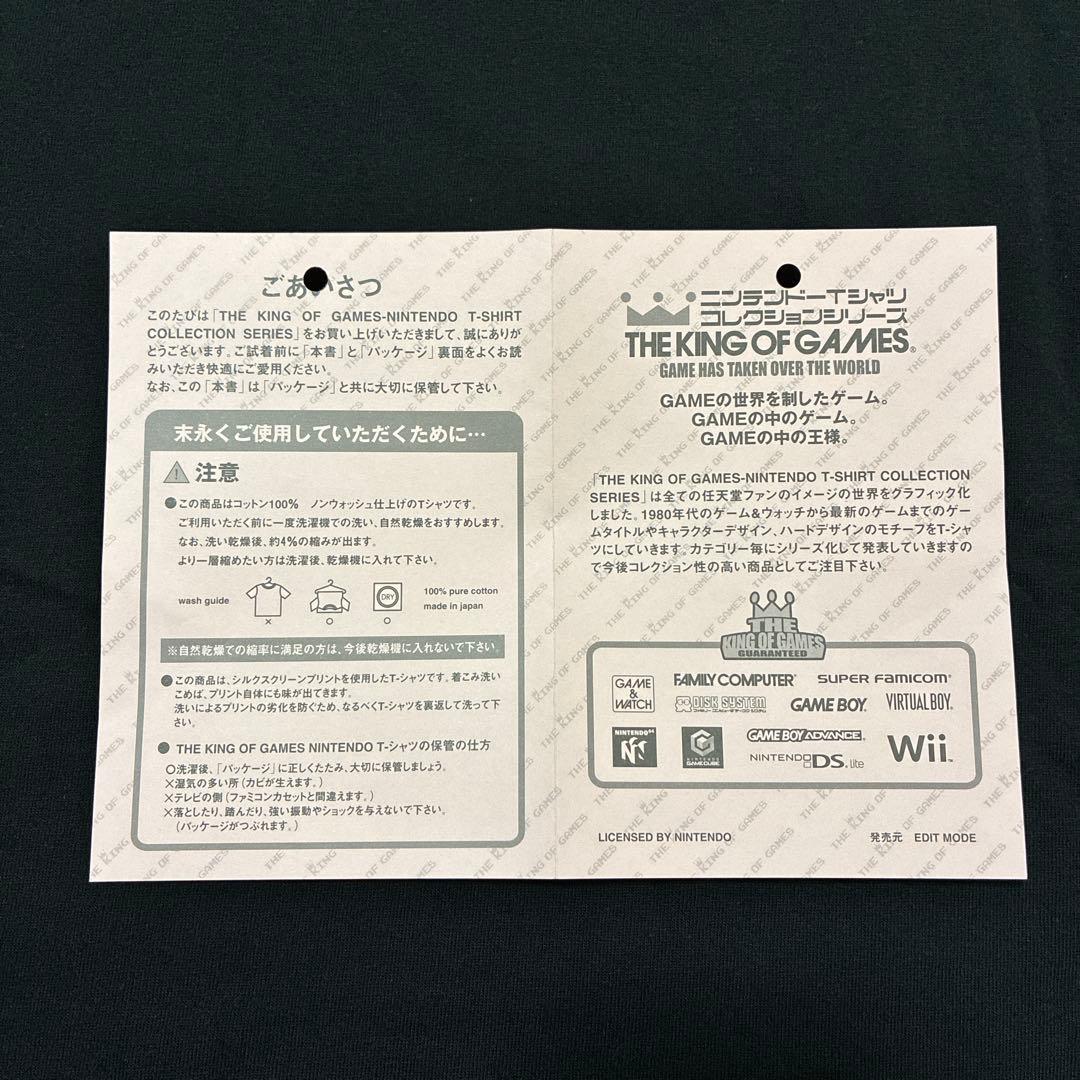 ごあいさつ
このたびは「THE KING OF GAMES-NINTENDO T-SHIRT
COLLECTION SERIES」をお買い上げいただきまして、誠にありが
とうございます。ご試着前に「本書」と「パッケージ」裏面をよくお読
みいただき快適にご愛用ください。
なお、この「本書」は「パッケージ」と共に大切に保管して下さい。
末永くご使用していただくために…
注意
●この商品はコットン100% ノンウォッシュ仕上げのTシャツです。
ご利用いただく前に一度洗濯機での洗い、自然乾燥をおすすめします。
なお、洗い乾燥後、約4%の縮みが出ます。
より一層縮めたい方は洗濯後、乾燥機に入れて下さい。
wash guide
DRY
100% pure cotton
made in japan
× ○ ○
※自然乾燥での縮率に満足の方は、今後乾燥機に入れないで下さい。
●この商品は、シルクスクリーンプリントを使用したT-シャツです。着こみ洗い
こめば、プリント自体にも味が出てきます。
洗いによるプリントの劣化を防ぐため、なるべくT-シャツを裏返して洗って下
さい。
● THE KING OF GAMES NINTENDO T-シャツの保管の仕方
○洗濯後、「パッケージ」に正しくたたみ、大切に保管しましょう。
×湿気の多い所(カビが生えます。)
×テレビの側(ファミコンカセットと間違えます。)
×落としたり、踏んだり、強い振動やショックを与えないで下さい。
(パッケージがつぶれます。)
ニンテンドーTシャツ
コレクションシリーズ
THE KING OF GAMES®
GAME HAS TAKEN OVER THE WORLD
GAMEの世界を制したゲーム。
GAMEの中のゲーム。
GAMEの中の王様。
「THE KING OF GAMES-NINTENDO T-SHIRT COLLECTION
SERIES」は全ての任天堂ファンのイメージの世界をグラフィック化
しました。1980年代のゲーム&ウォッチから最新のゲームまでのゲー
ムタイトルやキャラクターデザイン、ハードデザインのモチーフをT-シャ
ツにしていきます。カテゴリー毎にシリーズ化して発表していきますの
で今後コレクション性の高い商品としてご注目下さい。
THE
KING OF GAMES
GUARANTEED
GAME & WATCH
FAMILY COMPUTER
SUPER FAMICOM
DISK SYSTEM
GAME BOY
VIRTUAL BOY
NINTENDO 64
NINTENDO GAMECUBE
GAME BOY ADVANCE
NINTENDO DS Lite
Wii
LICENSED BY NINTENDO
発売元 EDIT MODE